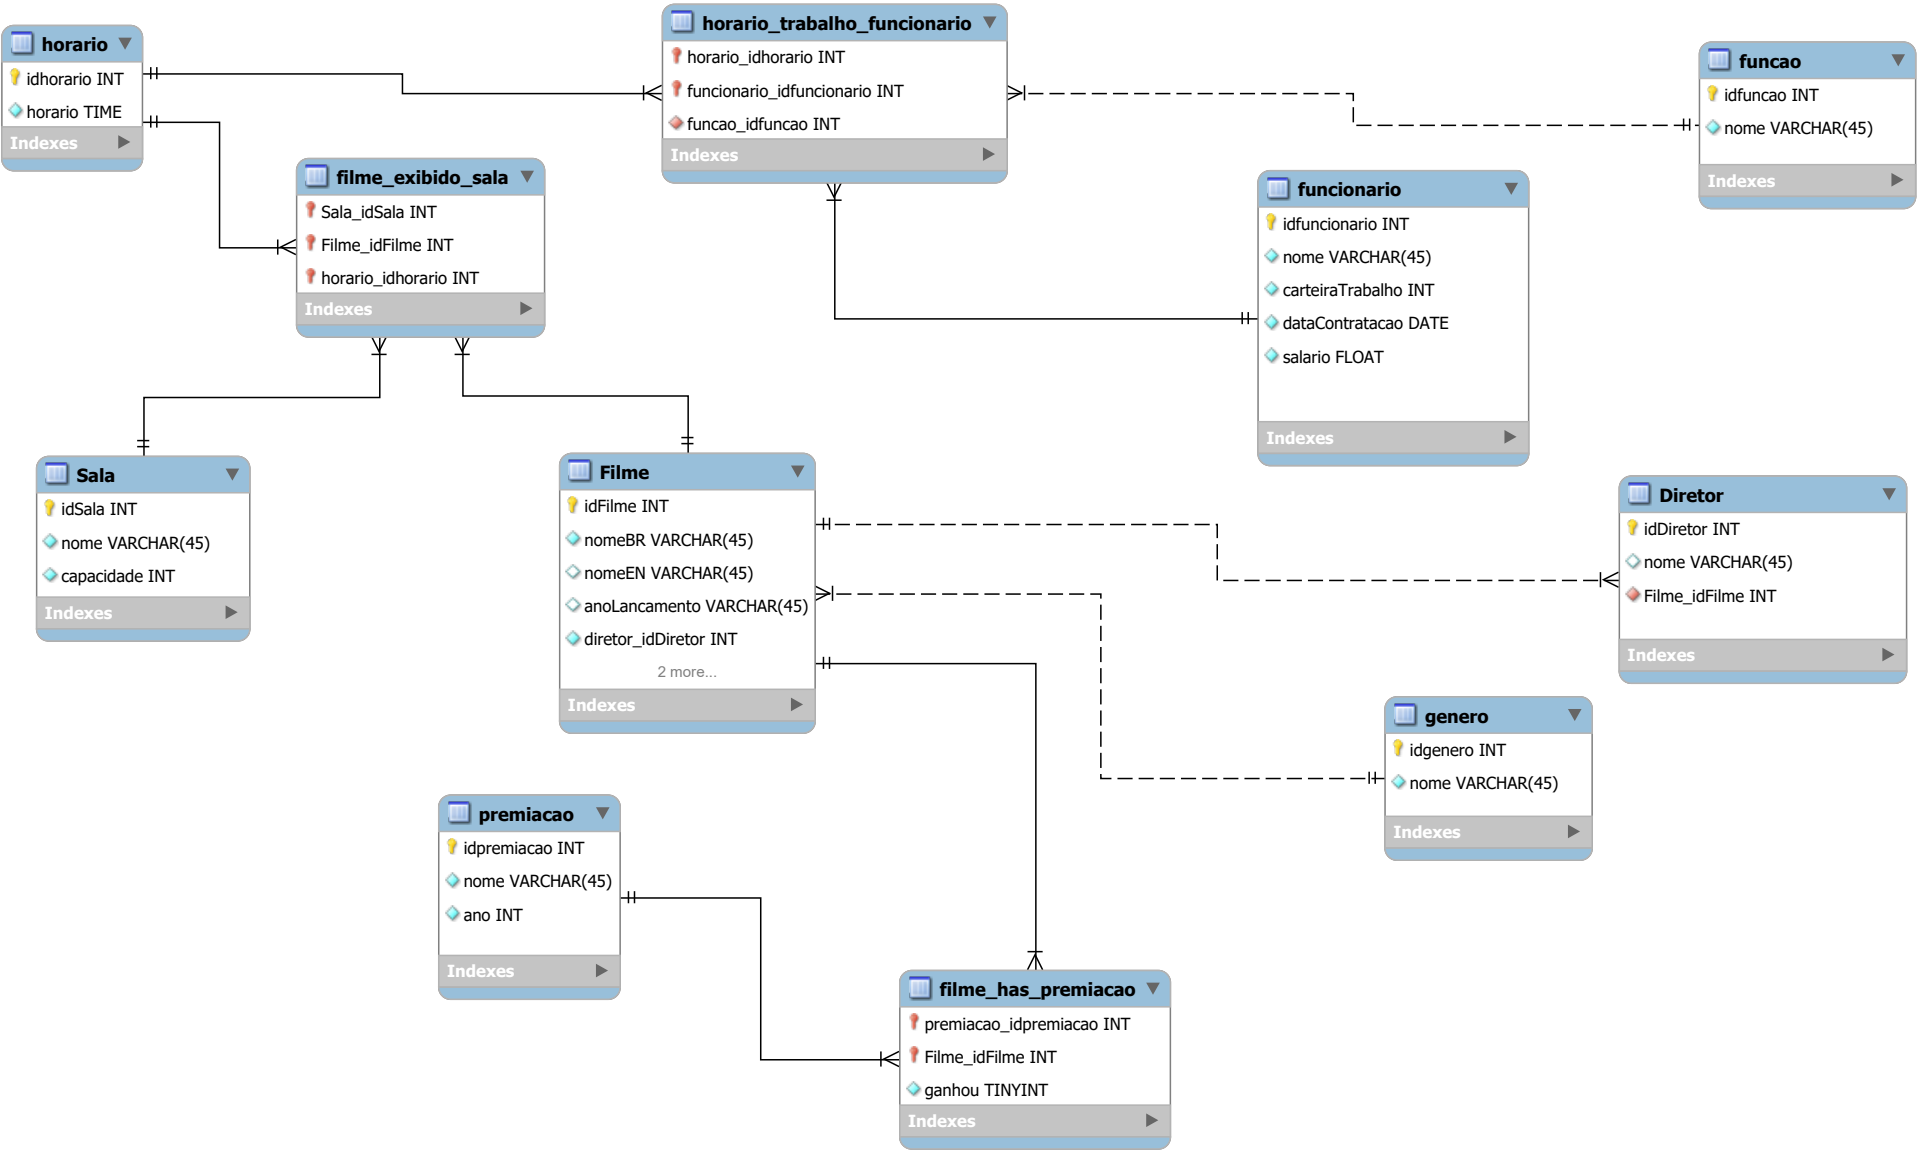 horario
idhorario INT
horario TIME
Indexes
horario_trabalho_funcionario
horario_idhorario INT
funcionario_idfuncionario INT
funcao_idfuncao INT
Indexes
funcao
idfuncao INT
nome VARCHAR(45)
Indexes
filme_exibido_sala
Sala_idSala INT
Filme_idFilme INT
horario_idhorario INT
Indexes
funcionario
idfuncionario INT
nome VARCHAR(45)
carteiraTrabalho INT
dataContratacao DATE
salario FLOAT
Indexes
Sala
idSala INT
nome VARCHAR(45)
capacidade INT
Indexes
Filme
idFilme INT
nomeBR VARCHAR(45)
nomeEN VARCHAR(45)
anoLancamento VARCHAR(45)
diretor_idDiretor INT
2 more...
Indexes
Diretor
idDiretor INT
nome VARCHAR(45)
Filme_idFilme INT
Indexes
genero
idgenero INT
nome VARCHAR(45)
Indexes
premiacao
idpremiacao INT
nome VARCHAR(45)
ano INT
Indexes
filme_has_premiacao
premiacao_idpremiacao INT
Filme_idFilme INT
ganhou TINYINT
Indexes